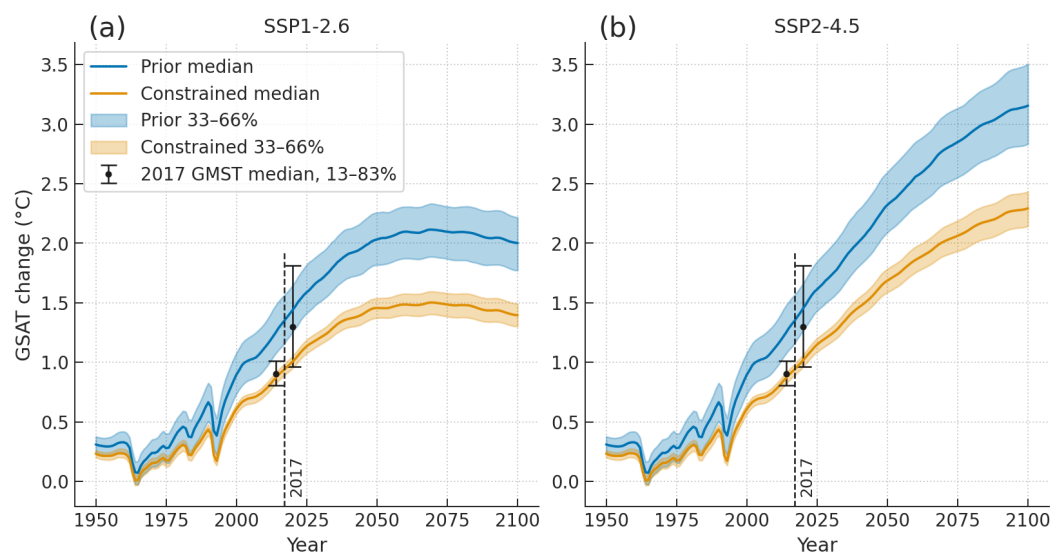 (a)
SSP1-2.6
(b)
SSP2-4.5
Prior median
Constrained median
Prior 33–66%
Constrained 33–66%
2017 GMST median, 13–83%
GSAT change (°C)
3.5
3.0
2.5
2.0
1.5
1.0
0.5
0.0
2017
1950
1975
2000
2025
2050
2075
2100
Year
3.5
3.0
2.5
2.0
1.5
1.0
0.5
0.0
2017
1950
1975
2000
2025
2050
2075
2100
Year